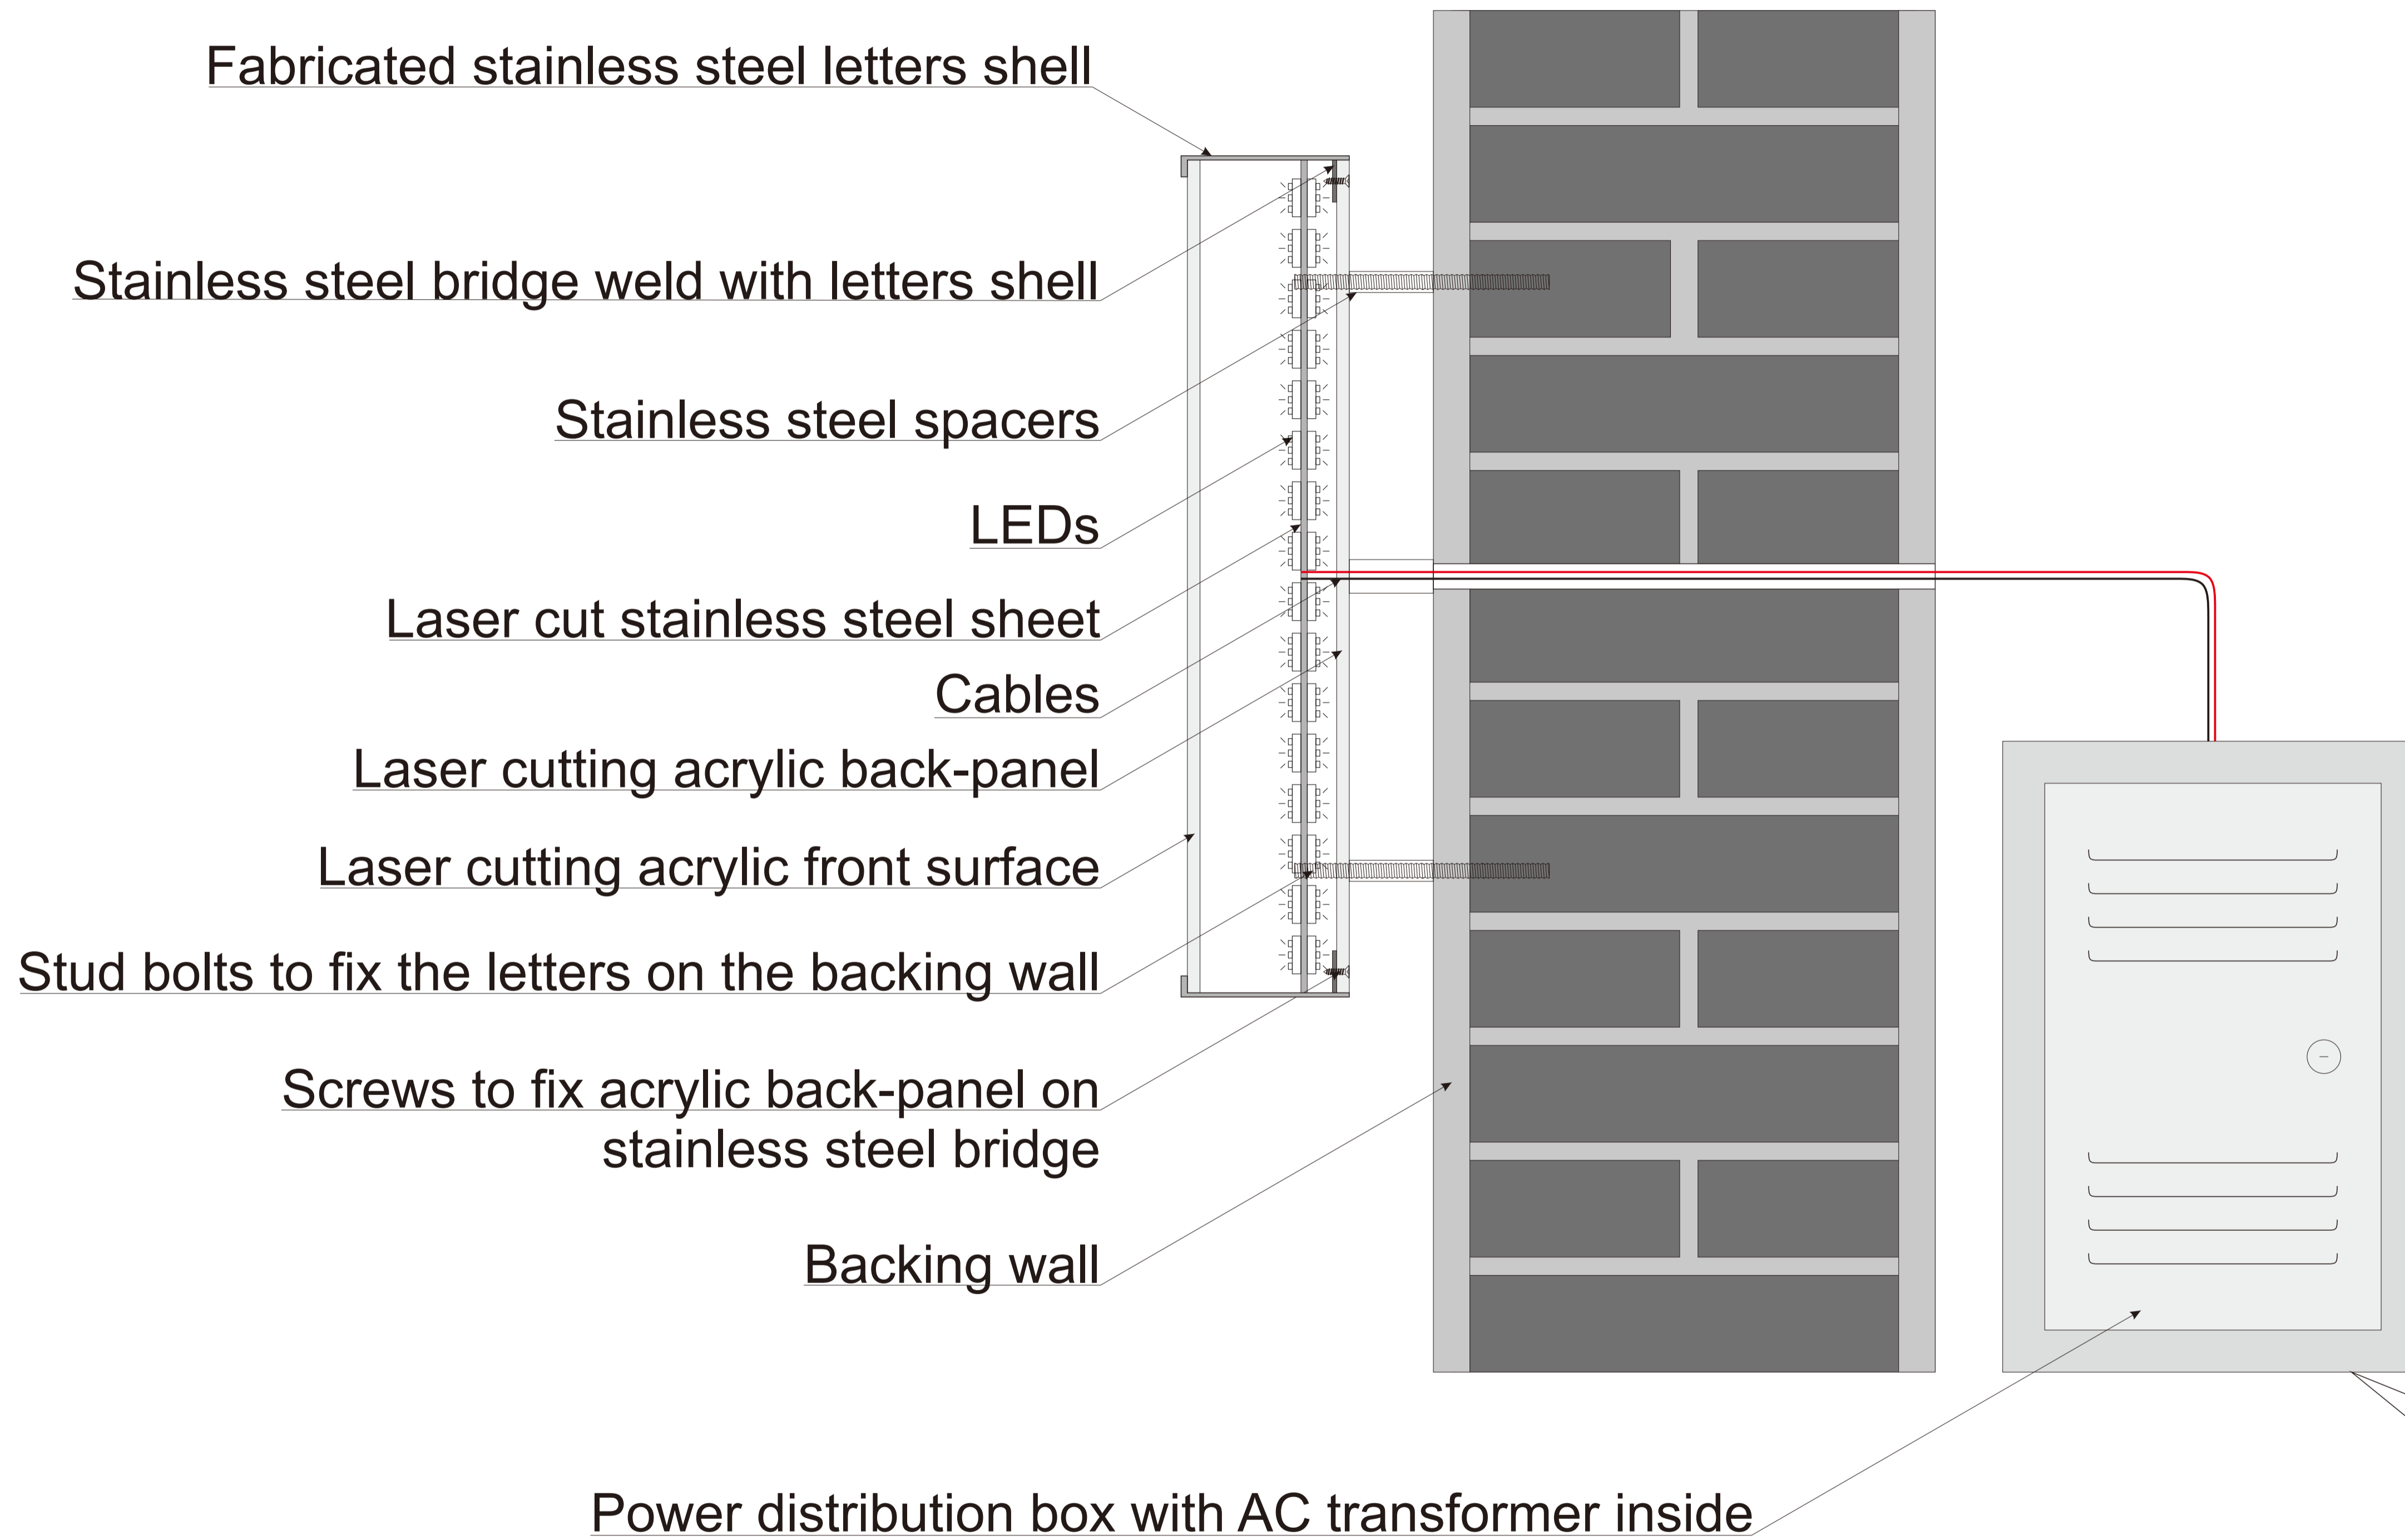 Fabricated stainless steel letters shell
Stainless steel bridge weld with letters shell
Stainless steel spacers
LEDs
Laser cut stainless steel sheet
Cables
Laser cutting acrylic back-panel
Laser cutting acrylic front surface
Stud bolts to fix the letters on the backing wall
Screws to fix acrylic back-panel on
stainless steel bridge
Backing wall
Power distribution box with AC transformer inside